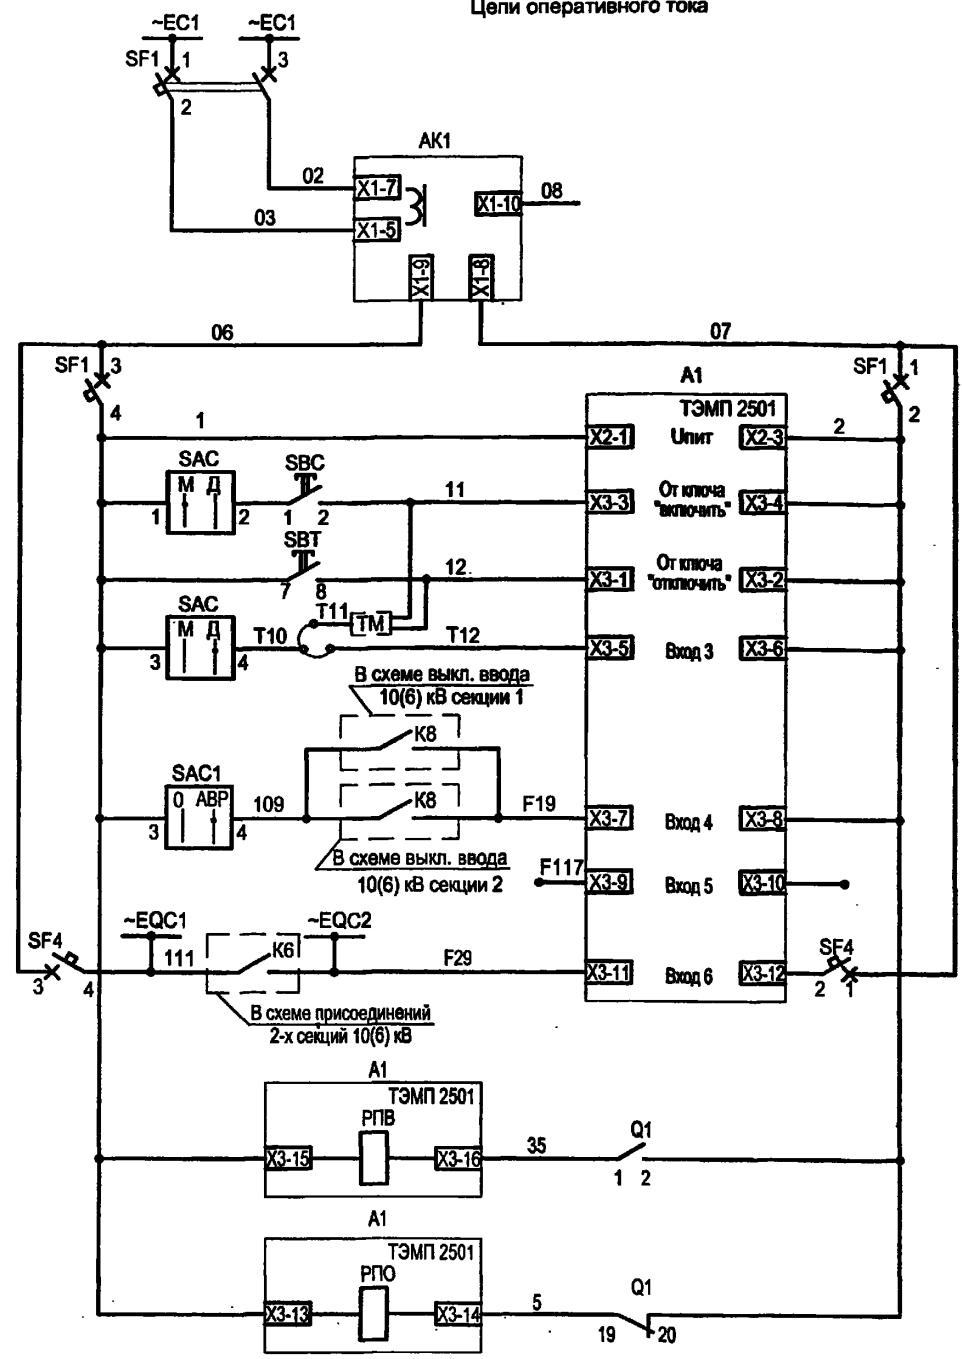 Цепи оперативного тока
~EC1 ~EC1
SF1 1 3
2
AK1
02 X1-7
X1-10 08
03 X1-5
X1-9 X1-8
06 07
SF1 3
4
SF1 1
2
A1
ТЭМП 2501
1 X2-1 Uпит X2-3 2
SAC
М Д
1 2
SBC
1 2
11 X3-3 От ключа "включить" X3-4
SBT
7 8
12 X3-1 От ключа "отключить" X3-2
SAC
М Д
3 4
T10 T11 TM T12 X3-5 Вход 3 X3-6
В схеме выкл. ввода
10(6) кВ секции 1
K8
SAC1
0 АВР
3 4
109 K8 F19 X3-7 Вход 4 X3-8
В схеме выкл. ввода
10(6) кВ секции 2
F117 X3-9 Вход 5 X3-10
~EQC1 ~EQC2
SF4
3 4
111 K6 F29 X3-11 Вход 6 X3-12
SF4
2 1
В схеме присоединений
2-х секций 10(6) кВ
A1
ТЭМП 2501
РПВ
X3-15 X3-16 35 Q1
1 2
A1
ТЭМП 2501
РПО
X3-13 X3-14 5 Q1
19 20